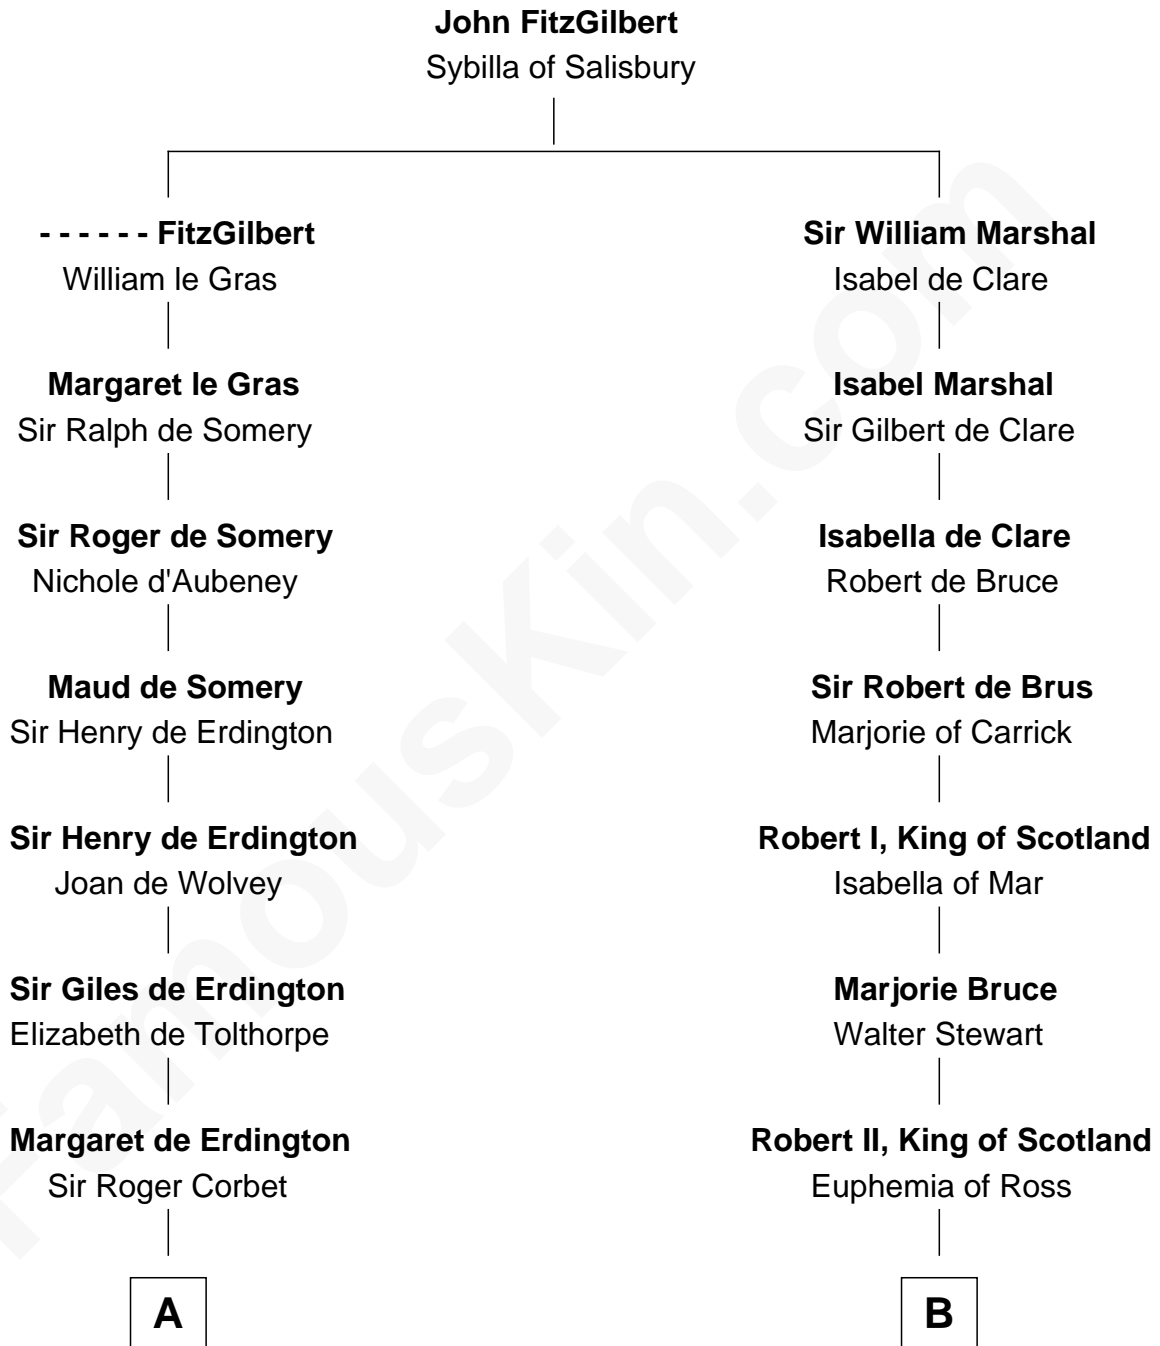 John FitzGilbert
Sybilla of Salisbury
- - - - - - FitzGilbert
William le Gras
Sir William Marshal
Isabel de Clare
Margaret le Gras
Sir Ralph de Somery
Isabel Marshal
Sir Gilbert de Clare
Sir Roger de Somery
Nichole d'Aubeney
Isabella de Clare
Robert de Bruce
Maud de Somery
Sir Henry de Erdington
Sir Robert de Brus
Marjorie of Carrick
Sir Henry de Erdington
Joan de Wolvey
Robert I, King of Scotland
Isabella of Mar
Sir Giles de Erdington
Elizabeth de Tolthorpe
Marjorie Bruce
Walter Stewart
Margaret de Erdington
Sir Roger Corbet
Robert II, King of Scotland
Euphemia of Ross
A
B
FamousKin.com